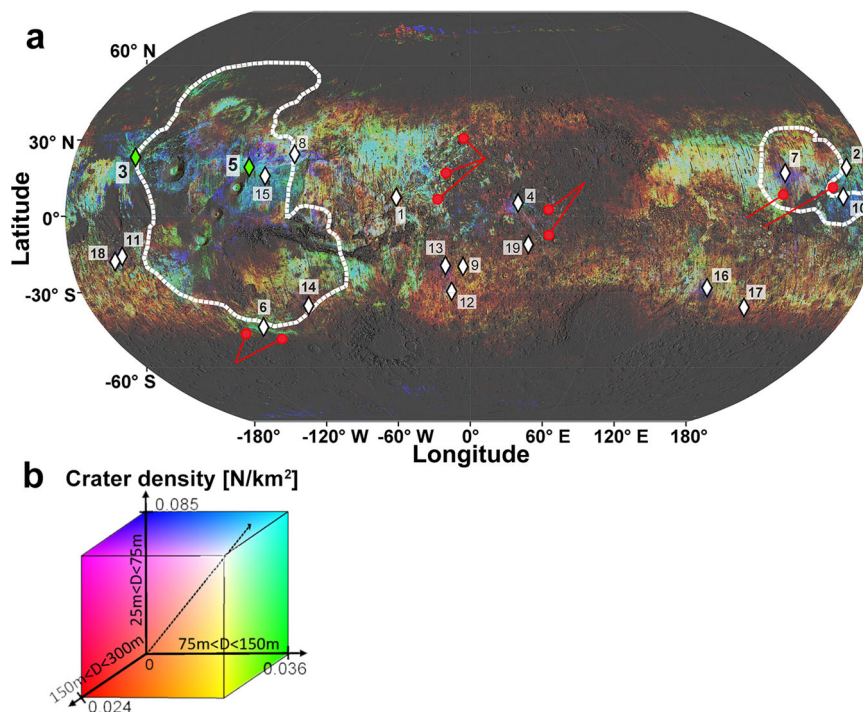 a
60° N
30° N
0°
-30° S
-60° S
Latitude
3
5
15
8
1
4
7
2
10
11
18
13
9
19
12
14
6
16
17
-180°
-120° W
-60° W
0°
60° E
120° E
180° E
Longitude
b
Crater density [N/km²]
0.085
25m<D<75m
75m<D<150m
150m<D<300m
0
0.036
0.024